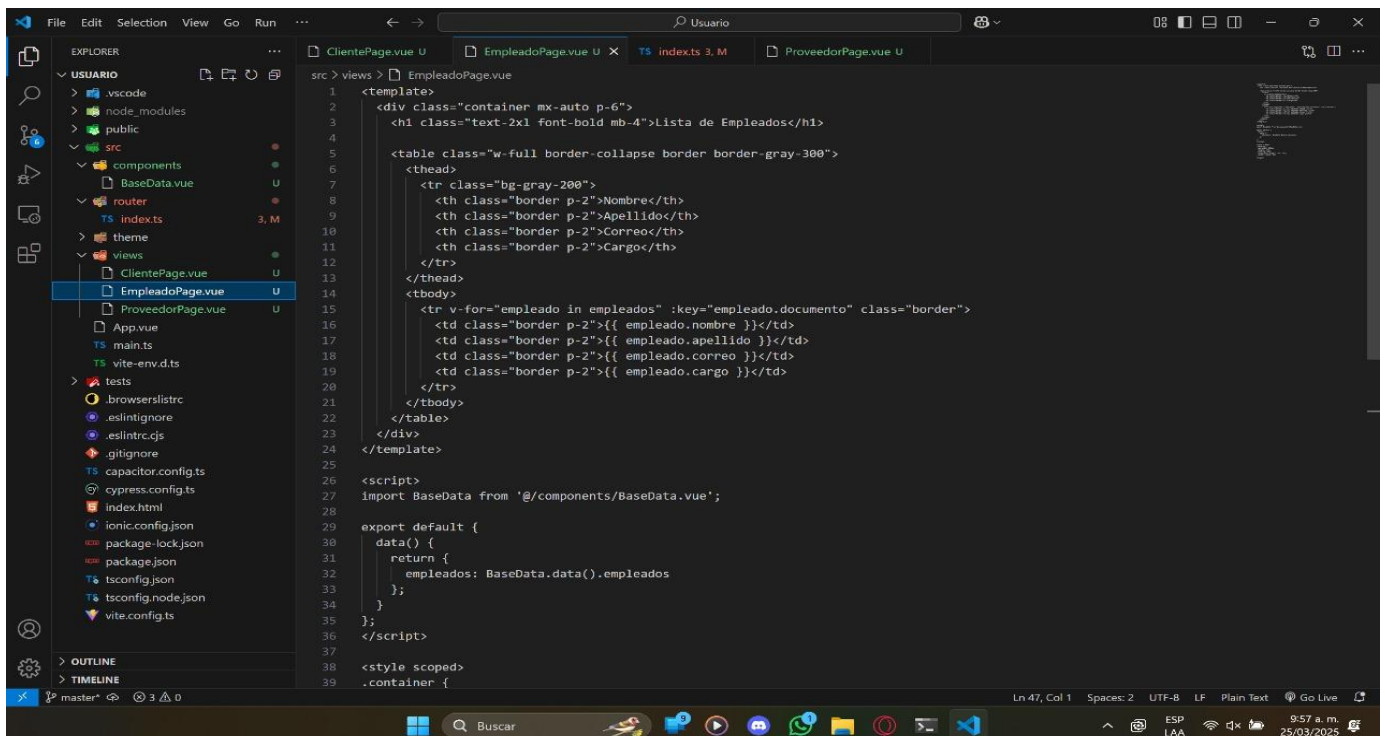 File Edit Selection View Go Run ··· Usuario
EXPLORER ···
ClientePage.vue U EmpleadoPage.vue U TS index.ts 3, M ProveedorPage.vue U
USUARIO
src > views > EmpleadoPage.vue
.vscode
node_modules
public
src
components
BaseData.vue U
router
TS index.ts 3, M
theme
views
ClientePage.vue U
EmpleadoPage.vue U
ProveedorPage.vue U
App.vue
TS main.ts
TS vite-env.d.ts
tests
.browserslistrc
.eslintignore
.eslintrc.cjs
.gitignore
TS capacitor.config.ts
cypress.config.ts
index.html
ionic.config.json
package-lock.json
package.json
tsconfig.json
tsconfig.node.json
vite.config.ts
OUTLINE
TIMELINE
1 <template>
2 <div class="container mx-auto p-6">
3 <h1 class="text-2xl font-bold mb-4">Lista de Empleados</h1>
4
5 <table class="w-full border-collapse border border-gray-300">
6 <thead>
7 <tr class="bg-gray-200">
8 <th class="border p-2">Nombre</th>
9 <th class="border p-2">Apellido</th>
10 <th class="border p-2">Correo</th>
11 <th class="border p-2">Cargo</th>
12 </tr>
13 </thead>
14 <tbody>
15 <tr v-for="empleado in empleados" :key="empleado.documento" class="border">
16 <td class="border p-2">{{ empleado.nombre }}</td>
17 <td class="border p-2">{{ empleado.apellido }}</td>
18 <td class="border p-2">{{ empleado.correo }}</td>
19 <td class="border p-2">{{ empleado.cargo }}</td>
20 </tr>
21 </tbody>
22 </table>
23 </div>
24 </template>
25
26 <script>
27 import BaseData from '@/components/BaseData.vue';
28
29 export default {
30 data() {
31 return {
32 empleados: BaseData.data().empleados
33 };
34 }
35 };
36 </script>
37
38 <style scoped>
39 .container {
master* 3 0 Ln 47, Col 1 Spaces: 2 UTF-8 LF Plain Text Go Live
Buscar ESP 9:57 a. m.
LAA 25/03/2025